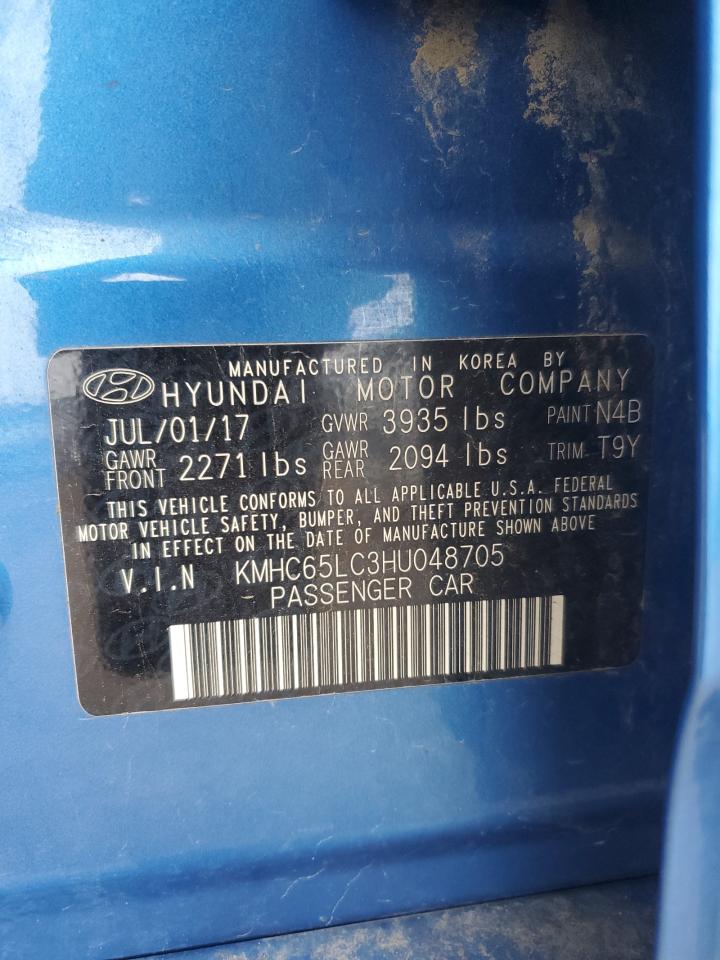 MANUFACTURED IN KOREA BY
HYUNDAI MOTOR COMPANY
JUL/01/17 GVWR 3935 lbs PAINT N4B
GAWR FRONT 2271 lbs GAWR REAR 2094 lbs TRIM T9Y
THIS VEHICLE CONFORMS TO ALL APPLICABLE U.S.A. FEDERAL
MOTOR VEHICLE SAFETY, BUMPER, AND THEFT PREVENTION STANDARDS
IN EFFECT ON THE DATE OF MANUFACTURE SHOWN ABOVE
V.I.N KMHC65LC3HU048705
PASSENGER CAR